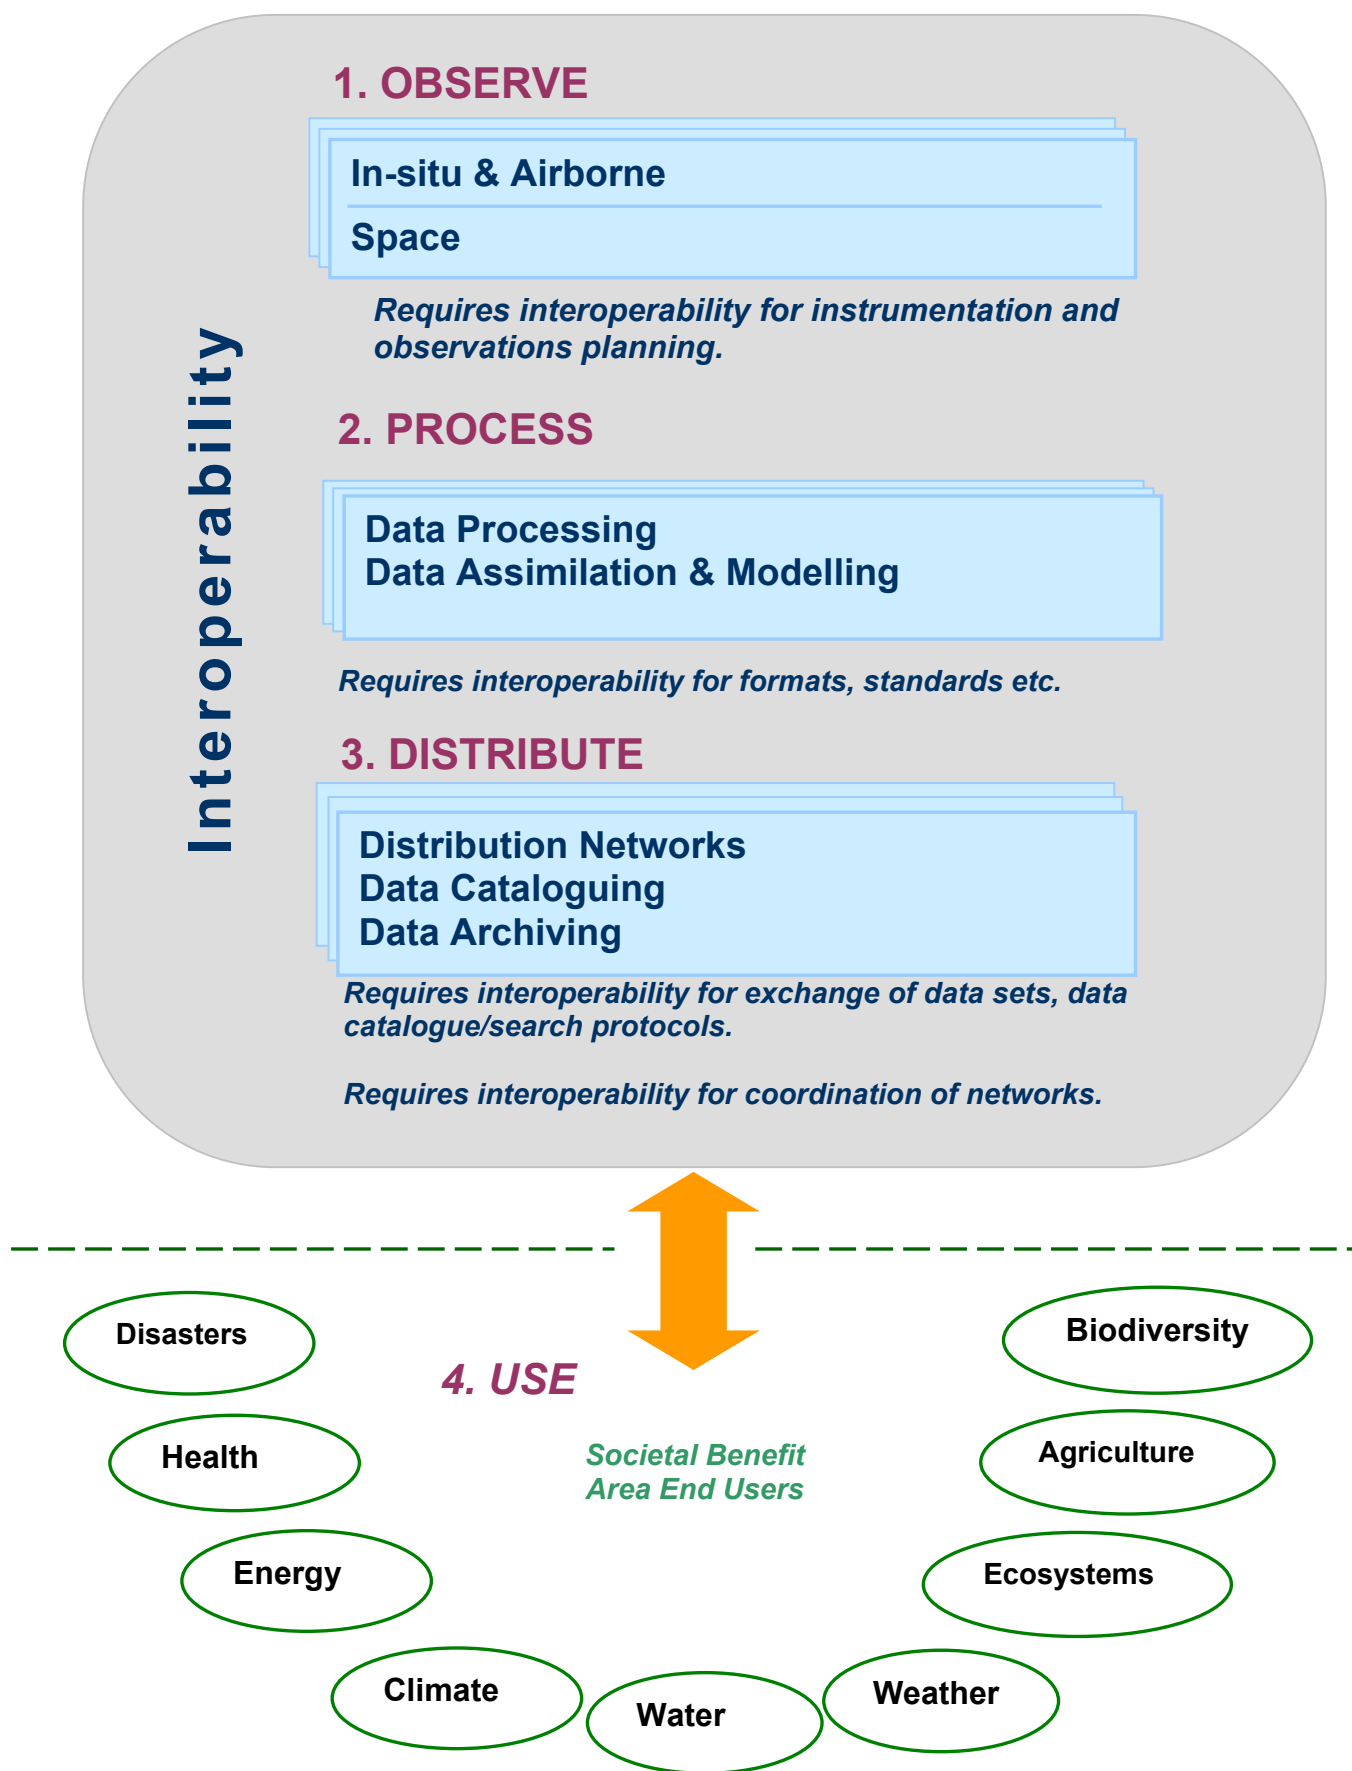 1. OBSERVE
In-situ & Airborne
Space
Requires interoperability for instrumentation and
observations planning.
Interoperability
2. PROCESS
Data Processing
Data Assimilation & Modelling
Requires interoperability for formats, standards etc.
3. DISTRIBUTE
Distribution Networks
Data Cataloguing
Data Archiving
Requires interoperability for exchange of data sets, data
catalogue/search protocols.
Requires interoperability for coordination of networks.
4. USE
Societal Benefit
Area End Users
Disasters
Health
Energy
Climate
Water
Weather
Ecosystems
Agriculture
Biodiversity